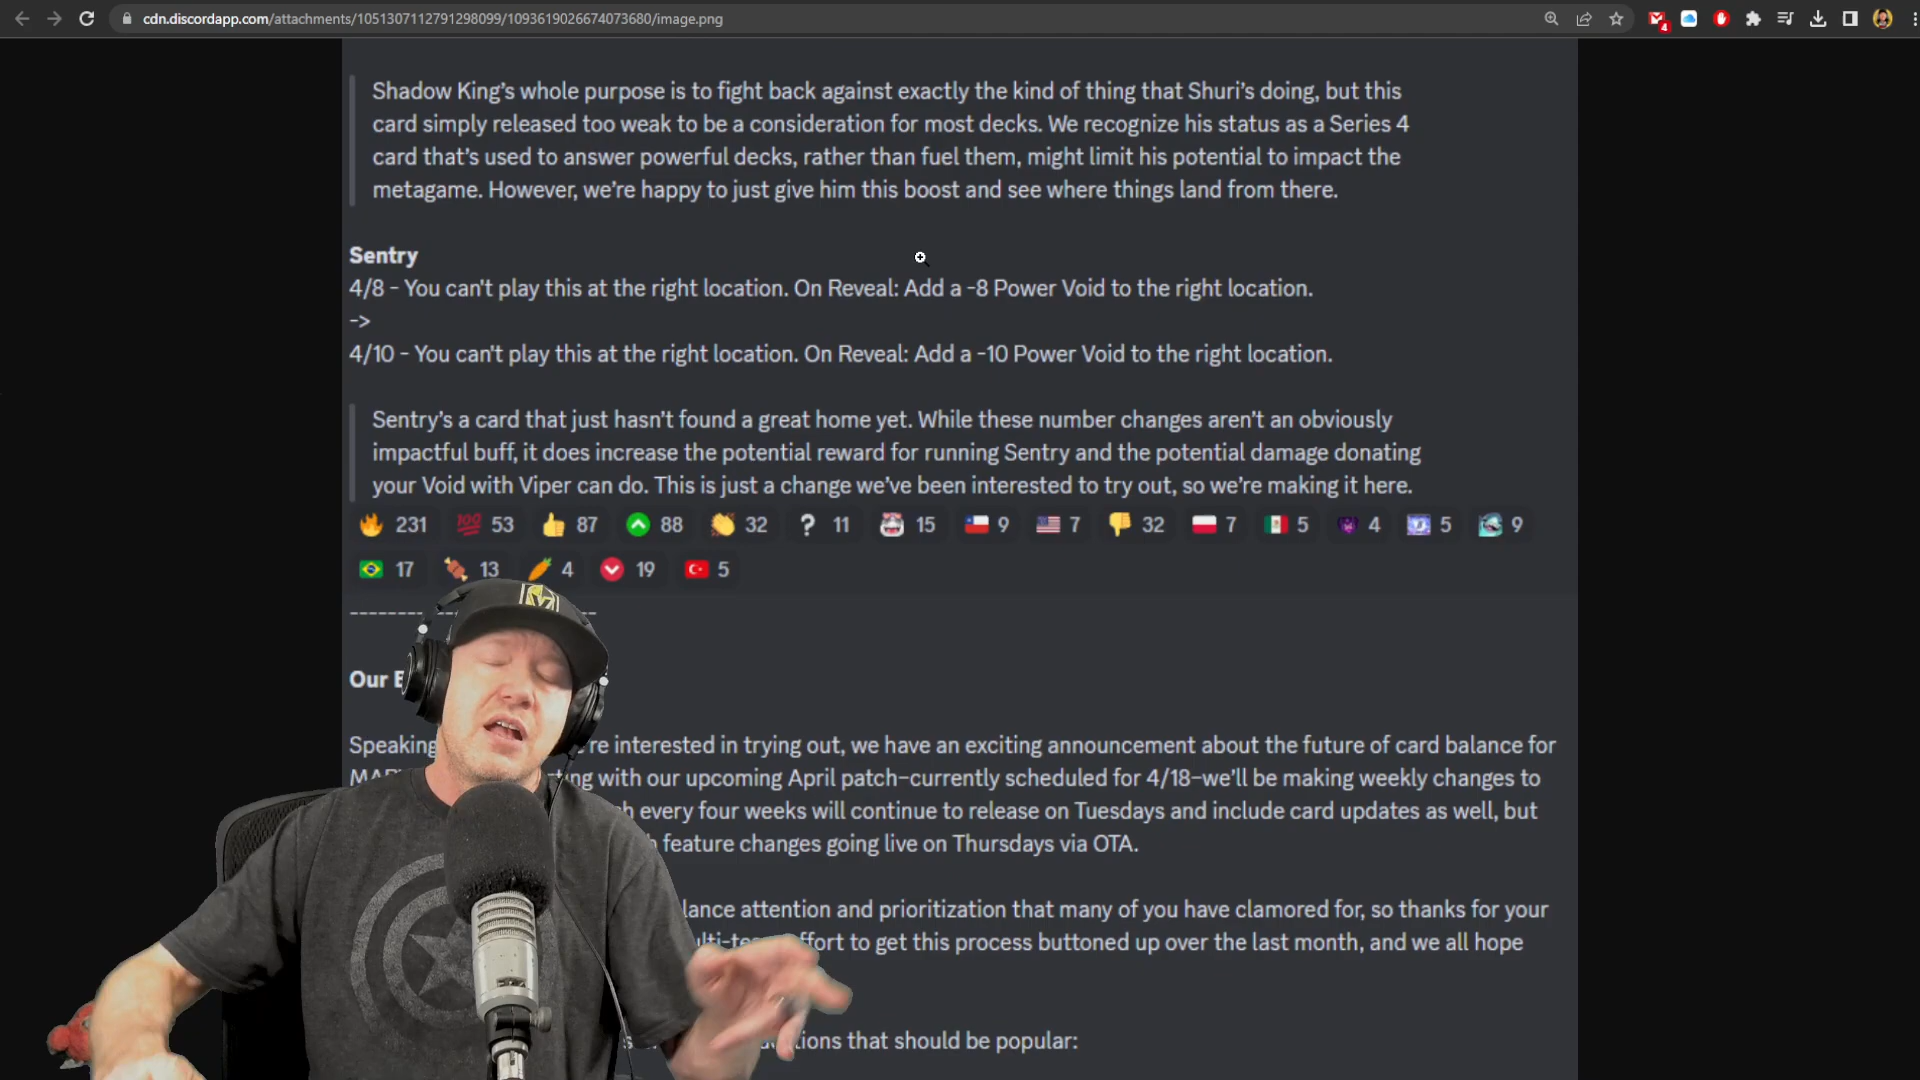 cdn.discordapp.com/attachments/1051307112791298099/1093619026674073680/image.png
4
Shadow King's whole purpose is to fight back against exactly the kind of thing that Shuri's doing, but this
card simply released too weak to be a consideration for most decks. We recognize his status as a Series 4
card that's used to answer powerful decks, rather than fuel them, might limit his potential to impact the
metagame. However, we're happy to just give him this boost and see where things land from there.
Sentry
4/8 - You can't play this at the right location. On Reveal: Add a -8 Power Void to the right location.
->
4/10 - You can't play this at the right location. On Reveal: Add a -10 Power Void to the right location.
Sentry's a card that just hasn't found a great home yet. While these number changes aren't an obviously
impactful buff, it does increase the potential reward for running Sentry and the potential damage donating
your Void with Viper can do. This is just a change we've been interested to try out, so we're making it here.
231 100 53 87 88 32 ? 11 15 9 7 32 7 5 4 5 9
17 13 4 19 5
Our
Speaking 're interested in trying out, we have an exciting announcement about the future of card balance for
with our upcoming April patch–currently scheduled for 4/18–we'll be making weekly changes to
every four weeks will continue to release on Tuesdays and include card updates as well, but
feature changes going live on Thursdays via OTA.
attention and prioritization that many of you have clamored for, so thanks for your
to get this process buttoned up over the last month, and we all hope
that should be popular: